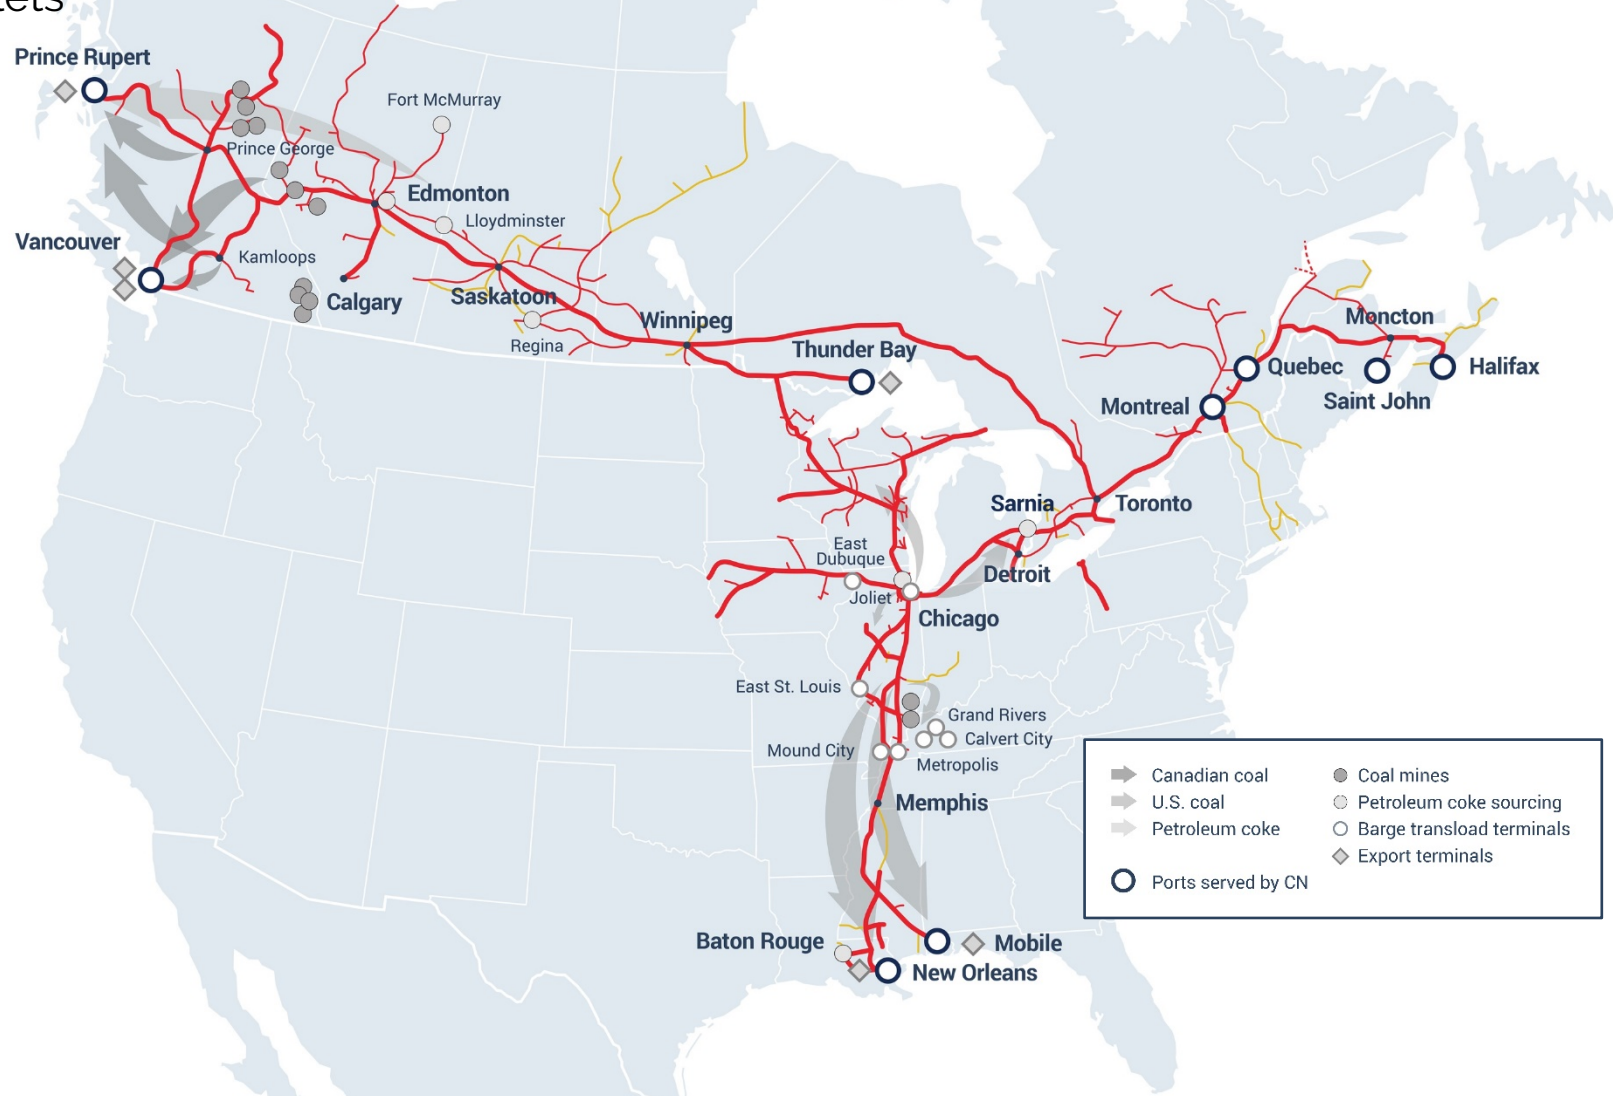 Prince Rupert
Fort McMurray
Prince George
Edmonton
Lloydminster
Vancouver
Kamloops
Calgary
Saskatoon
Regina
Winnipeg
Thunder Bay
Moncton
Quebec
Halifax
Saint John
Montreal
Sarnia
Toronto
East
Dubuque
Detroit
Joliet
Chicago
East St. Louis
Grand Rivers
Calvert City
Mound City
Metropolis
Memphis
Baton Rouge
Mobile
New Orleans
Canadian coal
U.S. coal
Petroleum coke
Ports served by CN
Coal mines
Petroleum coke sourcing
Barge transload terminals
Export terminals